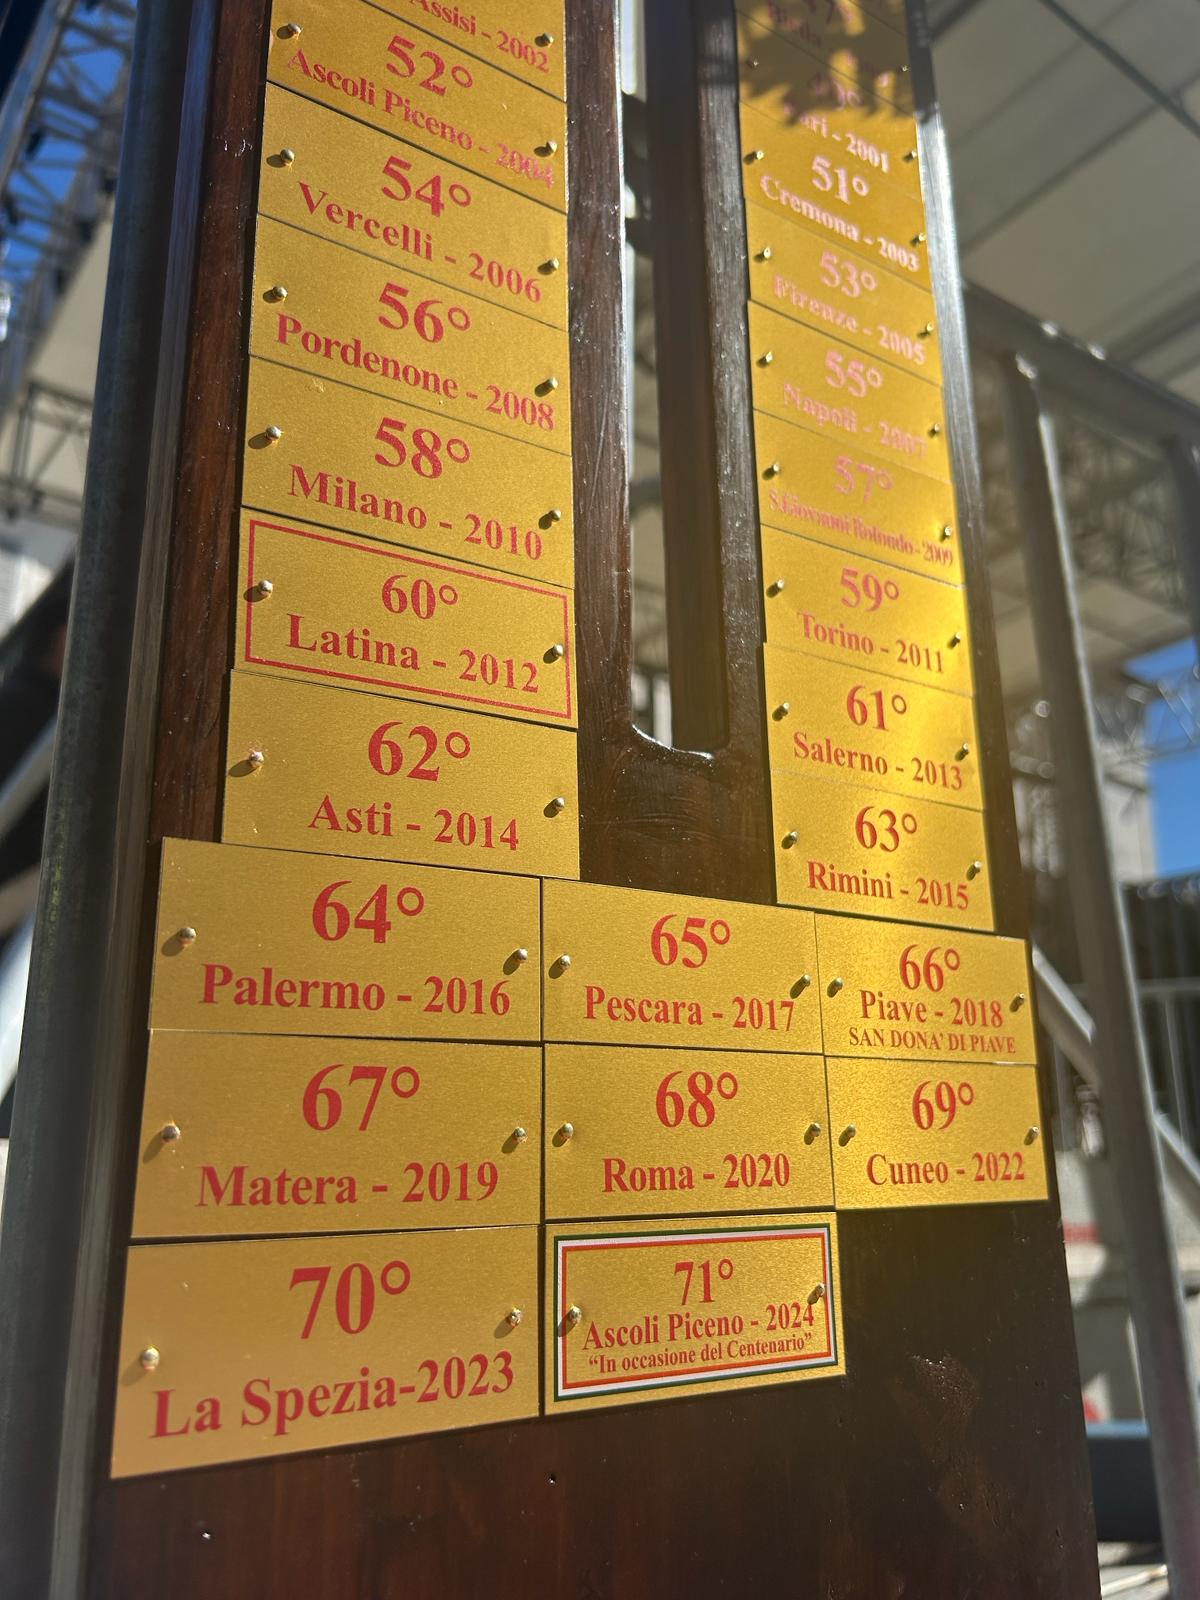 Assisi - 2002
52°
Ascoli Piceno - 2004
54°
Vercelli - 2006
56°
Pordenone - 2008
58°
Milano - 2010
60°
Latina - 2012
62°
Asti - 2014
2001
51°
Cremona - 2003
53°
Firenze - 2005
55°
Napoli - 2007
57°
S.Giovanni Rotondo - 2009
59°
Torino - 2011
61°
Salerno - 2013
63°
Rimini - 2015
64°
Palermo - 2016
65°
Pescara - 2017
66°
Piave - 2018
SAN DONA' DI PIAVE
67°
Matera - 2019
68°
Roma - 2020
69°
Cuneo - 2022
70°
La Spezia-2023
71°
Ascoli Piceno - 2024
“In occasione del Centenario”